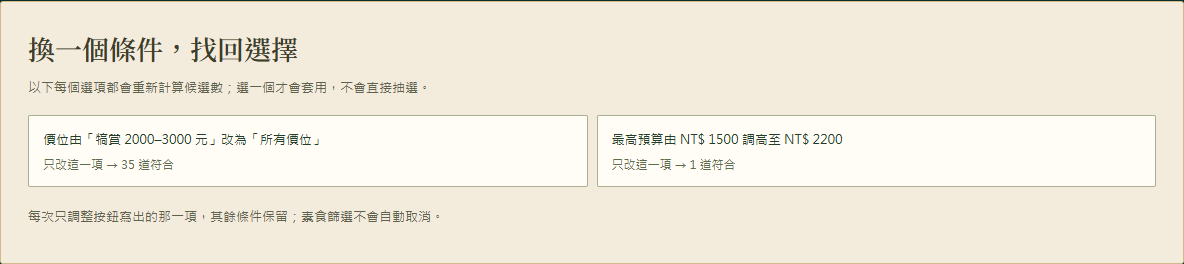 換一個條件，找回選擇
以下每個選項都會重新計算候選數；選一個才會套用，不會直接抽選。
價位由「犒賞 2000–3000 元」改為「所有價位」
只改這一項 → 35 道符合
最高預算由 NT$ 1500 調高至 NT$ 2200
只改這一項 → 1 道符合
每次只調整按鈕寫出的那一項，其餘條件保留；素食篩選不會自動取消。